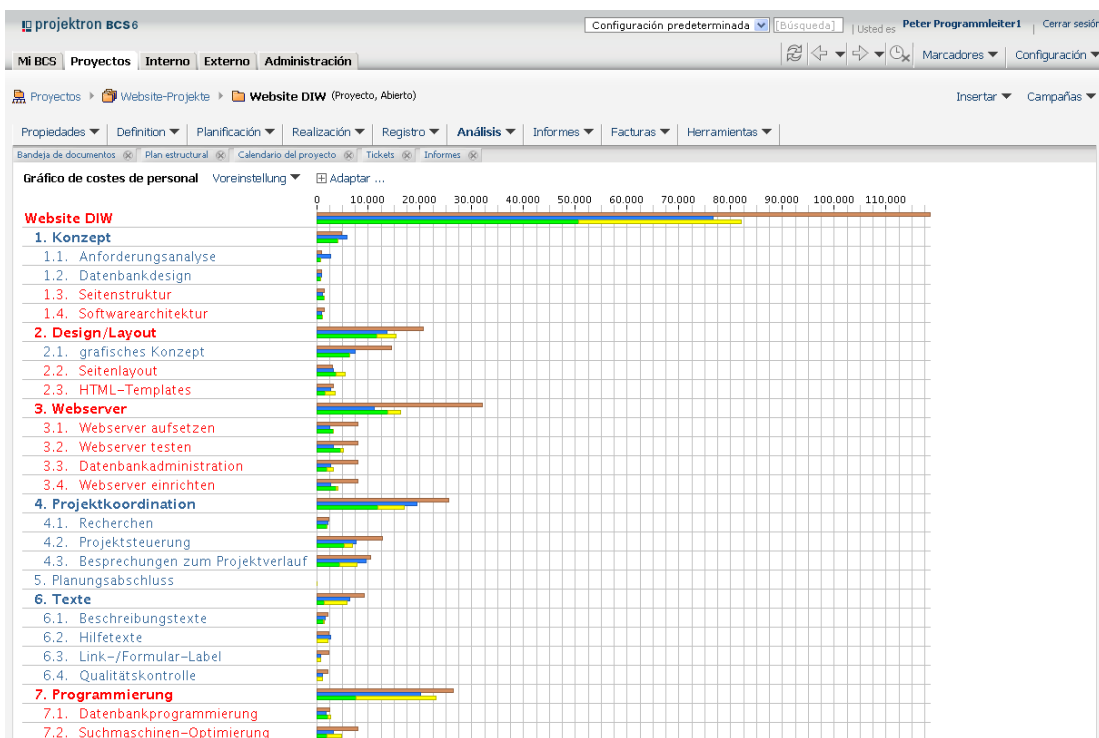 projektron BCS6
Configuración predeterminada [Búsqueda] Usted es Peter Programmleiter1 Cerrar sesión
Mi BCS Proyectos Interno Externo Administración Marcadores Configuración
Proyectos Website-Projekte Website DIW (Proyecto, Abierto) Insertar Campañas
Propiedades Definition Planificación Realización Registro Análisis Informes Facturas Herramientas
Bandeja de documentos Plan estructural Calendario del proyecto Tickets Informes
Gráfico de costes de personal Voreinstellung Adaptar ...
0 10.000 20.000 30.000 40.000 50.000 60.000 70.000 80.000 90.000 100.000 110.000
Website DIW
1. Konzept
1.1. Anforderungsanalyse
1.2. Datenbankdesign
1.3. Seitenstruktur
1.4. Softwarearchitektur
2. Design/Layout
2.1. grafisches Konzept
2.2. Seitenlayout
2.3. HTML-Templates
3. Webserver
3.1. Webserver aufsetzen
3.2. Webserver testen
3.3. Datenbankadministration
3.4. Webserver einrichten
4. Projektkoordination
4.1. Recherchen
4.2. Projektsteuerung
4.3. Besprechungen zum Projektverlauf
5. Planungsabschluss
6. Texte
6.1. Beschreibungstexte
6.2. Hilfetexte
6.3. Link-/Formular-Label
6.4. Qualitätskontrolle
7. Programmierung
7.1. Datenbankprogrammierung
7.2. Suchmaschinen-Optimierung